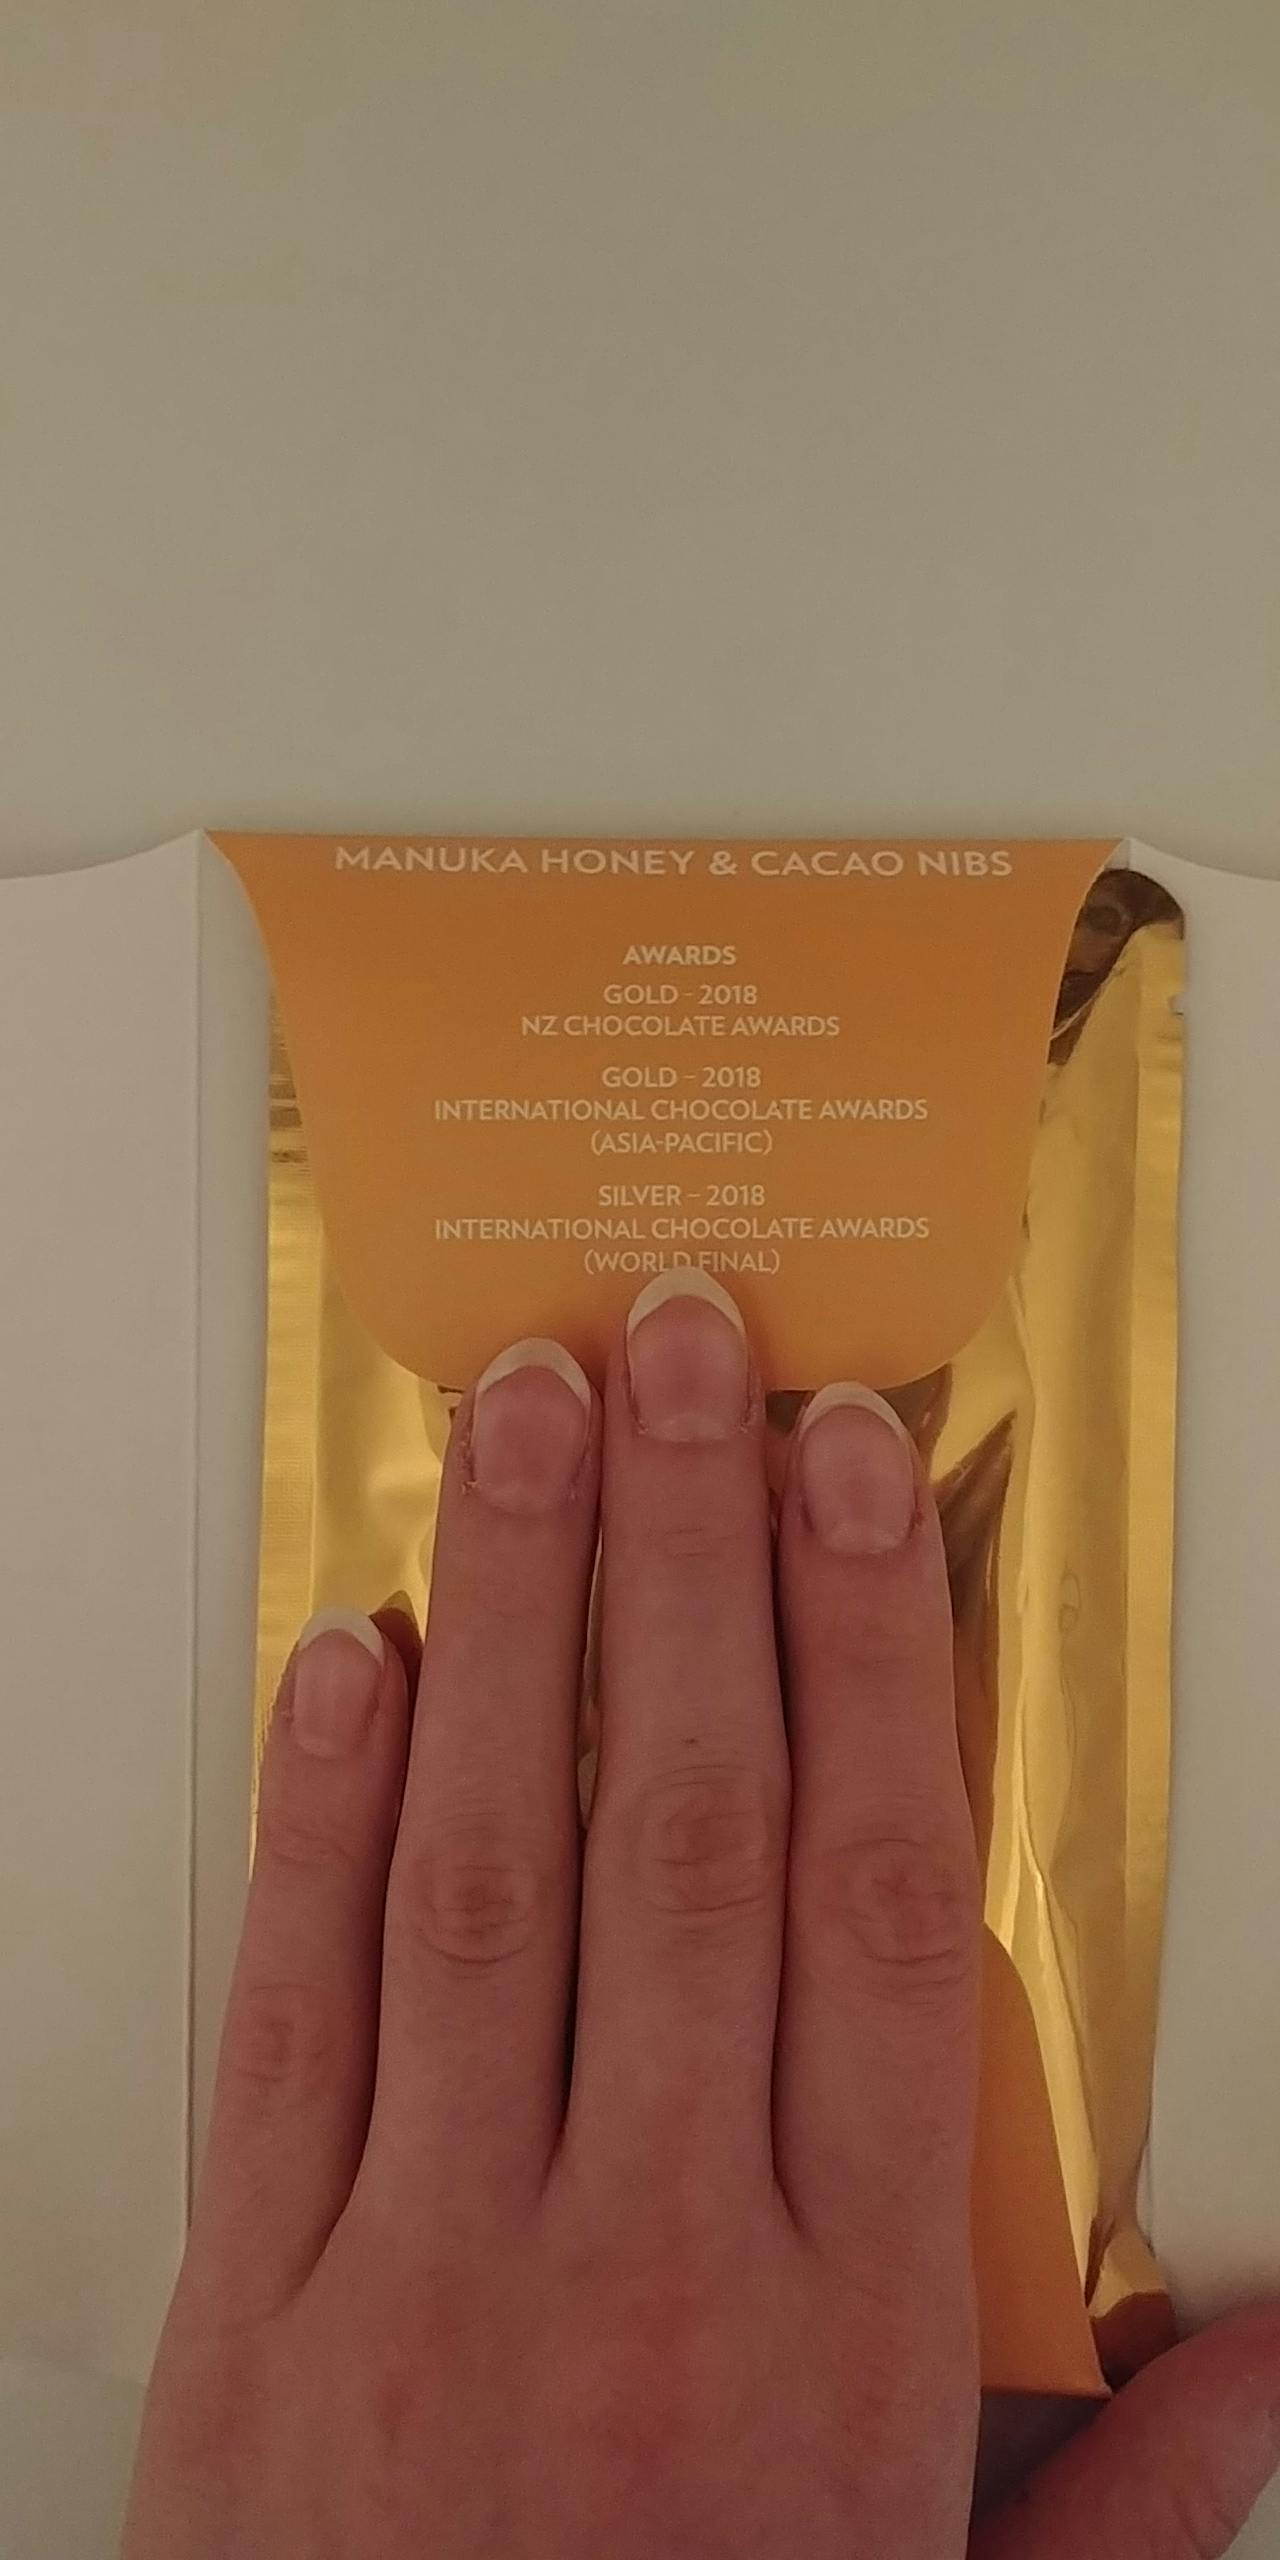 MANUKA HONEY & CACAO NIBS
AWARDS
GOLD - 2018
NZ CHOCOLATE AWARDS
GOLD - 2018
INTERNATIONAL CHOCOLATE AWARDS
(ASIA-PACIFIC)
SILVER - 2018
INTERNATIONAL CHOCOLATE AWARDS
(WORLD FINAL)